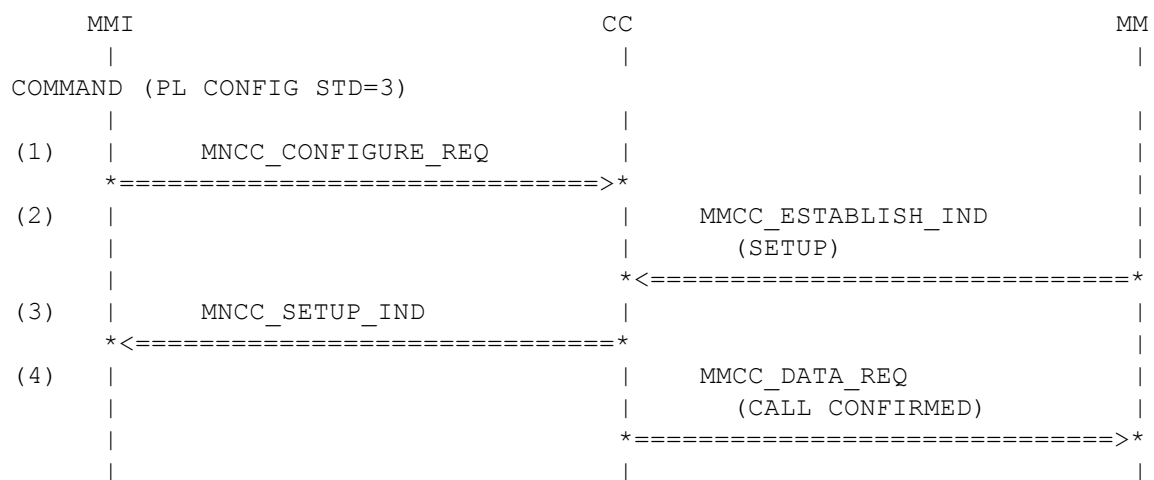 MMI CC MM
COMMAND (PL CONFIG STD=3)
(1) MNCC_CONFIGURE_REQ
(2) MMCC_ESTABLISH_IND
(SETUP)
(3) MNCC_SETUP_IND
(4) MMCC_DATA_REQ
(CALL CONFIRMED)